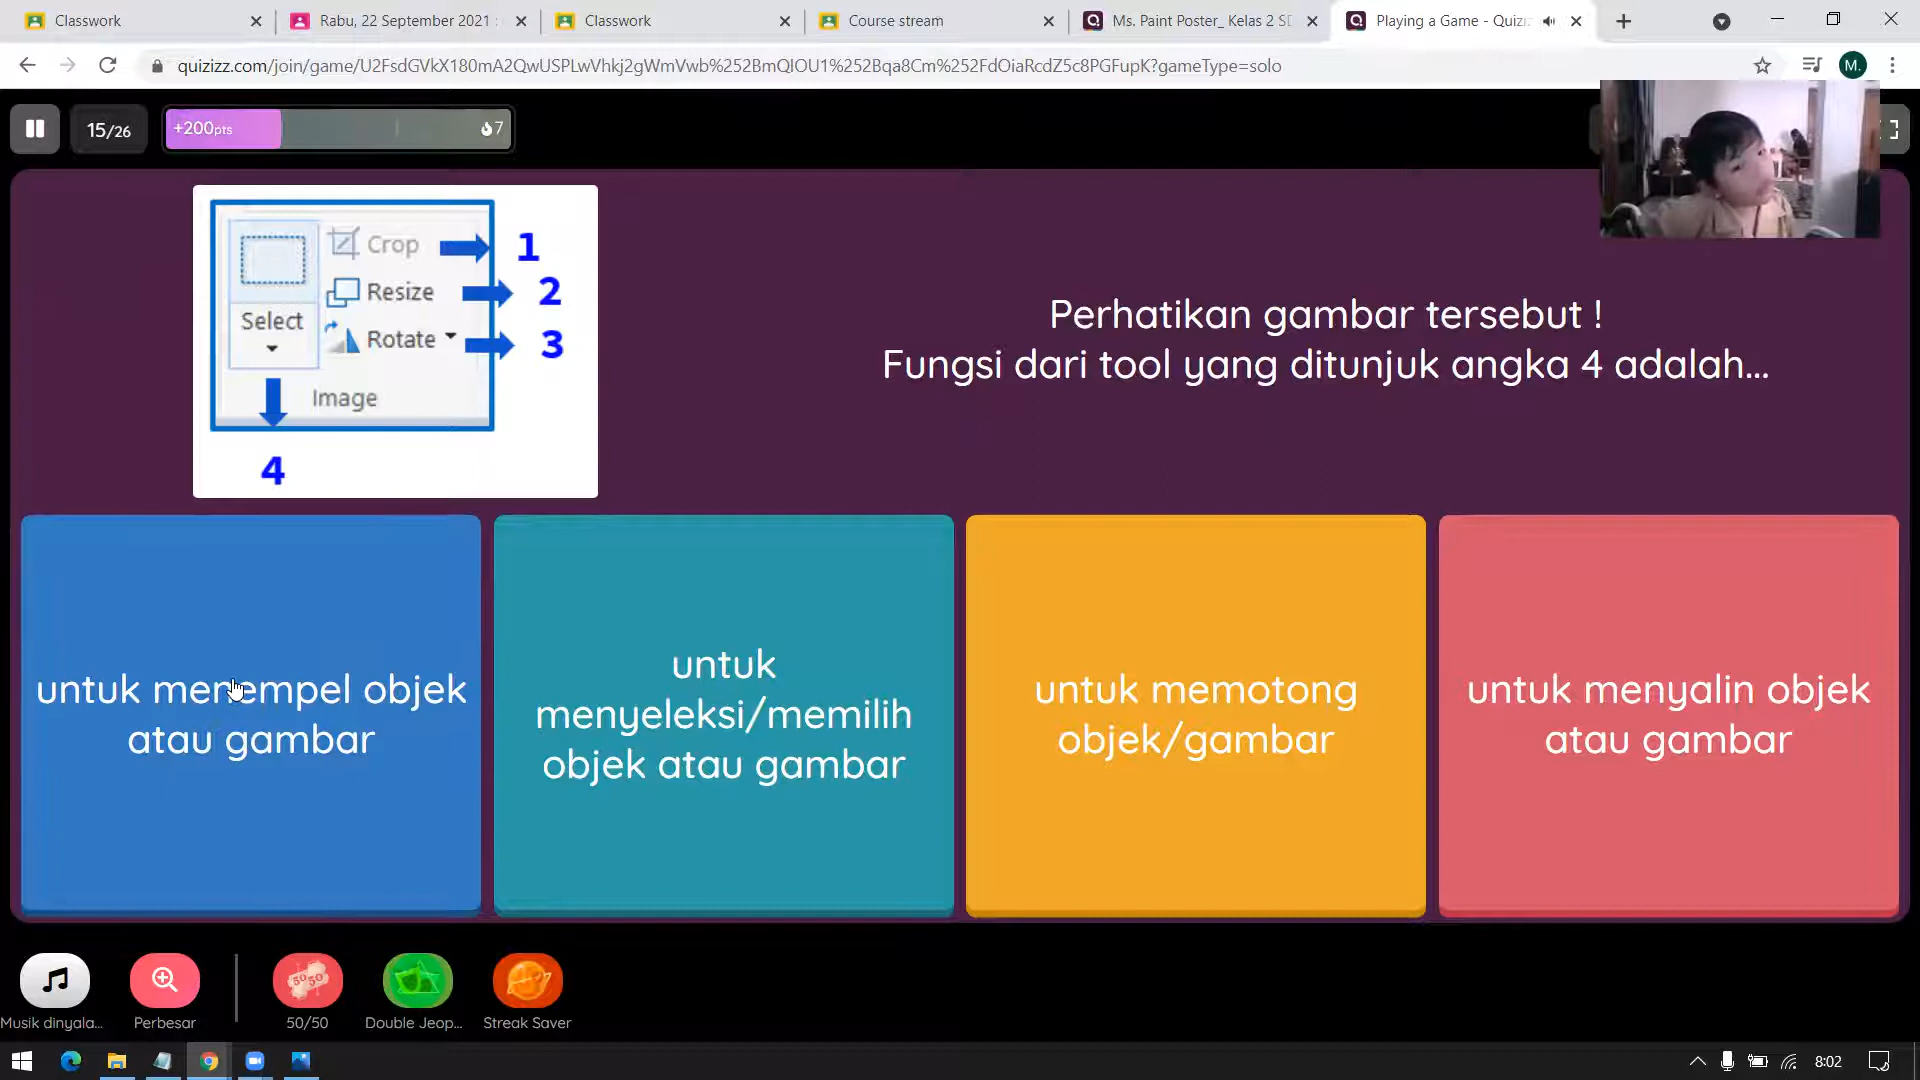 Classwork
Rabu, 22 September 2021 :
Classwork
Course stream
Ms. Paint Poster_ Kelas 2 SD
Playing a Game - Quiziz
quizizz.com/join/game/U2FsdGVkX180mA2QwUSPLwVhkj2gWmVwb%252BmQIOU1%252Bqa8Cm%252FdOiaRcdZ5c8PGFupK?gameType=solo
M.
15/26
+200pts
7
Crop
1
Resize
2
Select
Rotate
3
Image
4
Perhatikan gambar tersebut !
Fungsi dari tool yang ditunjuk angka 4 adalah...
untuk menempel objek
atau gambar
untuk
menyeleksi/memilih
objek atau gambar
untuk memotong
objek/gambar
untuk menyalin objek
atau gambar
50 50
Musik dinyala...
Perbesar
50/50
Double Jeop...
Streak Saver
8:02